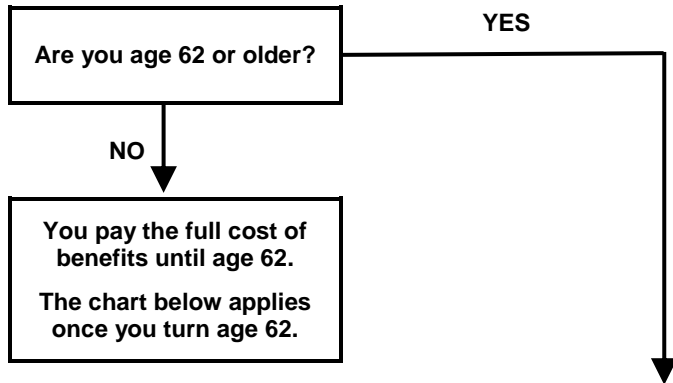 YES
Are you age 62 or older?
NO
You pay the full cost of
benefits until age 62.
The chart below applies
once you turn age 62.